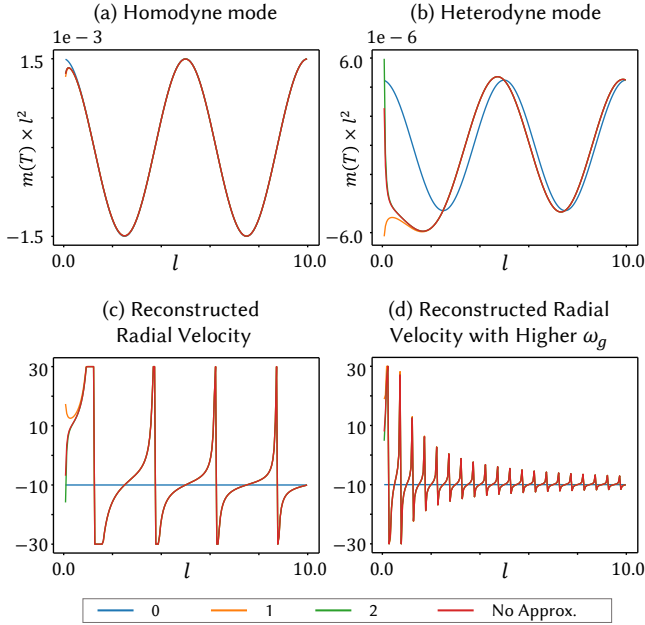 (a) Homodyne mode
1e − 3
1.5
−1.5
m(T) × l²
0.0
l
10.0
(b) Heterodyne mode
1e − 6
6.0
−6.0
m(T) × l²
0.0
l
10.0
(c) Reconstructed
Radial Velocity
30
10
−10
−30
0.0
l
10.0
(d) Reconstructed Radial
Velocity with Higher ω_g
30
10
−10
−30
0.0
l
10.0
0 1 2 No Approx.